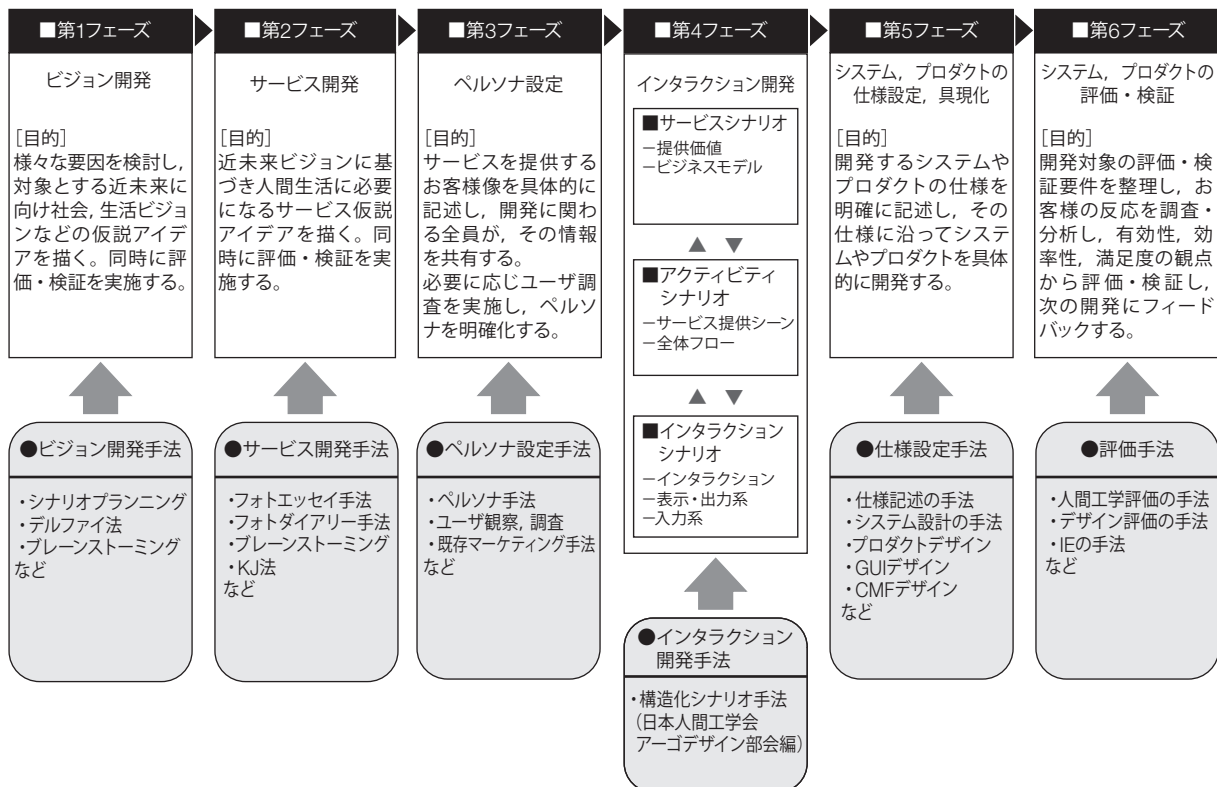 ■第1フェーズ
ビジョン開発
[目的]
様々な要因を検討し,
対象とする近未来に
向け社会, 生活ビジョ
ンなどの仮説アイデ
アを描く。同時に評
価・検証を実施する。
●ビジョン開発手法
・シナリオプランニング
・デルファイ法
・ブレーンストーミング
など
■第2フェーズ
サービス開発
[目的]
近未来ビジョンに基
づき人間生活に必要
になるサービス仮説
アイデアを描く。同
時に評価・検証を実
施する。
●サービス開発手法
・フォトエッセイ手法
・フォトダイアリー手法
・ブレーンストーミング
・KJ法
など
■第3フェーズ
ペルソナ設定
[目的]
サービスを提供する
お客様像を具体的に
記述し, 開発に関わ
る全員が, その情報
を共有する。
必要に応じユーザ調
査を実施し, ペルソ
ナを明確化する。
●ペルソナ設定手法
・ペルソナ手法
・ユーザ観察, 調査
・既存マーケティング手法
など
■第4フェーズ
インタラクション開発
■サービスシナリオ
－提供価値
－ビジネスモデル
▲ ▼
■アクティビティ
シナリオ
－サービス提供シーン
－全体フロー
▲ ▼
■インタラクション
シナリオ
－インタラクション
－表示・出力系
－入力系
●インタラクション
開発手法
・構造化シナリオ手法
(日本人間工学会
アーゴデザイン部会編)
■第5フェーズ
システム, プロダクトの
仕様設定, 具現化
[目的]
開発するシステムや
プロダクトの仕様を
明確に記述し, その
仕様に沿ってシステ
ムやプロダクトを具体
的に開発する。
●仕様設定手法
・仕様記述の手法
・システム設計の手法
・プロダクトデザイン
・GUIデザイン
・CMFデザイン
など
■第6フェーズ
システム, プロダクトの
評価・検証
[目的]
開発対象の評価・検
証要件を整理し, お
客様の反応を調査・
分析し, 有効性, 効
率性, 満足度の観点
から評価・検証し,
次の開発にフィード
バックする。
●評価手法
・人間工学評価の手法
・デザイン評価の手法
・IEの手法
など